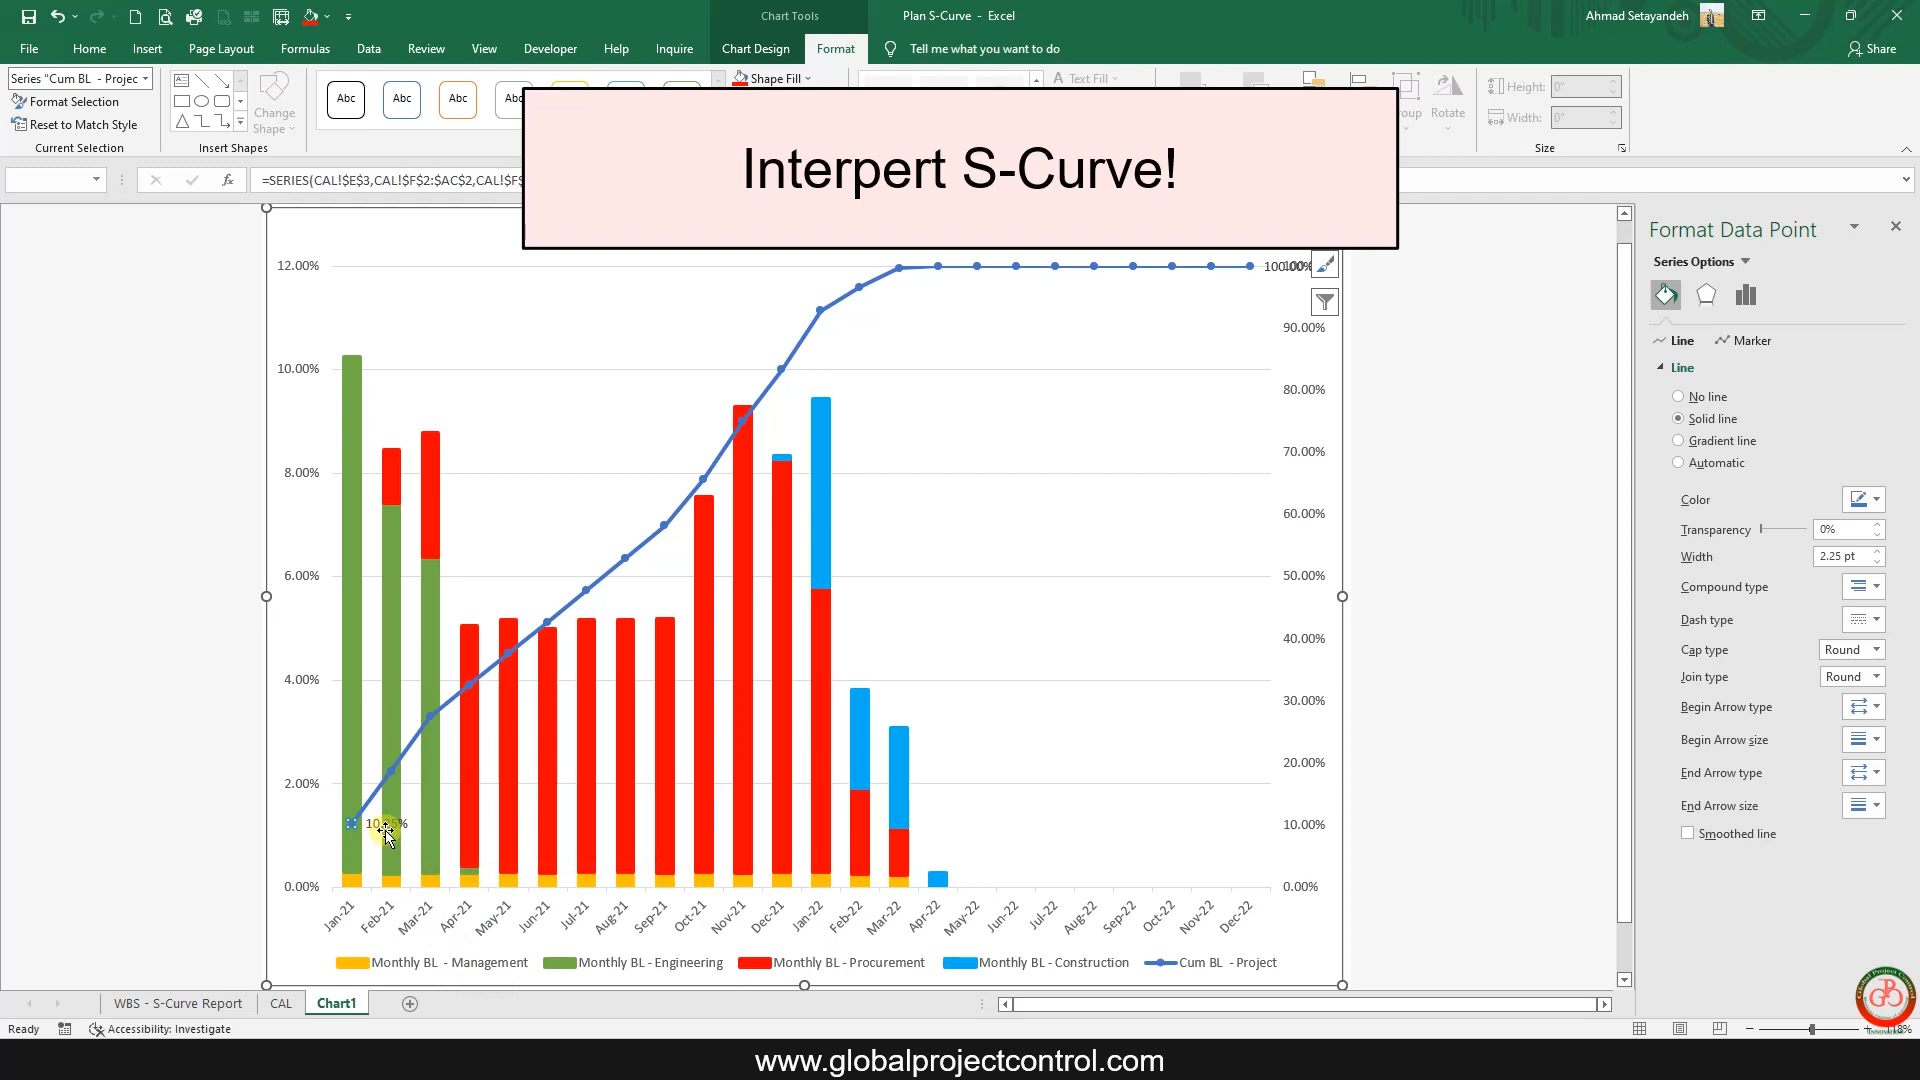 Chart Tools
Plan S-Curve - Excel
Ahmad Setayandeh
File Home Insert Page Layout Formulas Data Review View Developer Help Inquire Chart Design Format Tell me what you want to do Share
Series "Cum BL - Projec
Format Selection
Reset to Match Style
Current Selection
Change
Shape
Insert Shapes
Abc Abc Abc
Shape Fill
Text Fill
Rotate
Height: 0"
Width: 0"
Size
fx =SERIES(CAL!$E$3,CAL!$F$2:$AC$2,CAL!$F$
Interpert S-Curve!
12.00%
10.00%
8.00%
6.00%
4.00%
2.00%
0.00%
90.00%
80.00%
70.00%
60.00%
50.00%
40.00%
30.00%
20.00%
10.00%
0.00%
Jan-21 Feb-21 Mar-21 Apr-21 May-21 Jun-21 Jul-21 Aug-21 Sep-21 Oct-21 Nov-21 Dec-21 Jan-22 Feb-22 Mar-22 Apr-22 May-22 Jun-22 Jul-22 Aug-22 Sep-22 Oct-22 Nov-22 Dec-22
Monthly BL - Management Monthly BL - Engineering Monthly BL - Procurement Monthly BL - Construction Cum BL - Project
Format Data Point
Series Options
Line Marker
Line
No line
Solid line
Gradient line
Automatic
Color
Transparency 0%
Width 2.25 pt
Compound type
Dash type
Cap type Round
Join type Round
Begin Arrow type
Begin Arrow size
End Arrow type
End Arrow size
Smoothed line
WBS - S-Curve Report CAL Chart1
Ready Accessibility: Investigate
www.globalprojectcontrol.com